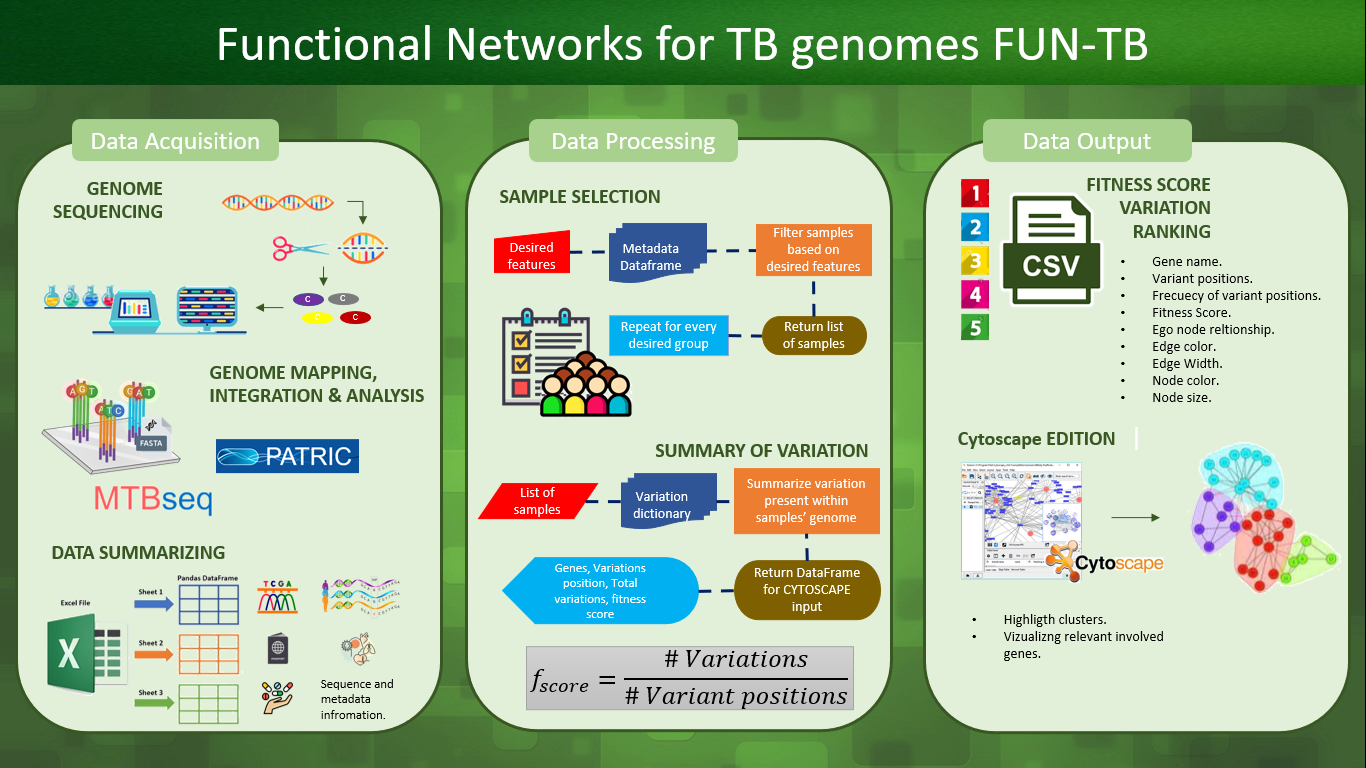 Functional Networks for TB genomes FUN-TB
Data Acquisition
GENOME
SEQUENCING
C
C
C
C
GENOME MAPPING,
INTEGRATION & ANALYSIS
A G T
G A T
A T C
FASTA
PATRIC
MTBseq
DATA SUMMARIZING
Pandas DataFrame
Excel File
Sheet 1
Sheet 2
Sheet 3
X
T C G A
Sequence and
metadata
infromation.
Data Processing
SAMPLE SELECTION
Desired
features
Metadata
Dataframe
Filter samples
based on
desired features
Repeat for every
desired group
Return list
of samples
SUMMARY OF VARIATION
List of
samples
Variation
dictionary
Summarize variation
present within
samples' genome
Genes, Variations
position, Total
variations, fitness
score
Return DataFrame
for CYTOSCAPE
input
f score = # Variations / # Variant positions
Data Output
1
2
3
4
5
CSV
FITNESS SCORE
VARIATION
RANKING
• Gene name.
• Variant positions.
• Frecuecy of variant positions.
• Fitness Score.
• Ego node reltionship.
• Edge color.
• Edge Width.
• Node color.
• Node size.
Cytoscape EDITION
Cytoscape
• Highligth clusters.
• Vizualizng relevant involved
genes.